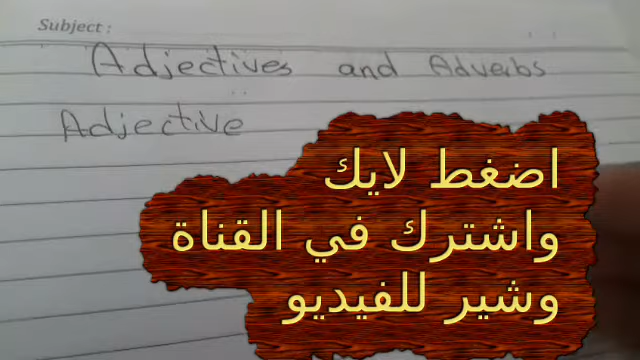 Subject :
Adjectives and Adverbs
Adjective
اضغط لايك
واشترك في القناة
وشير للفيديو